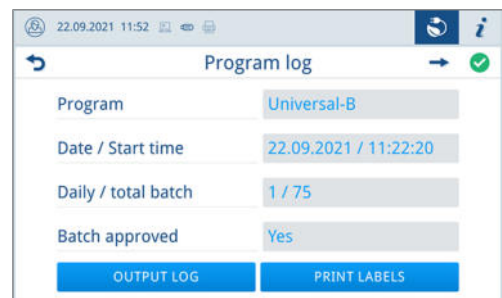 22.09.2021 11:52
Program log
Program Universal-B
Date / Start time 22.09.2021 / 11:22:20
Daily / total batch 1 / 75
Batch approved Yes
OUTPUT LOG PRINT LABELS